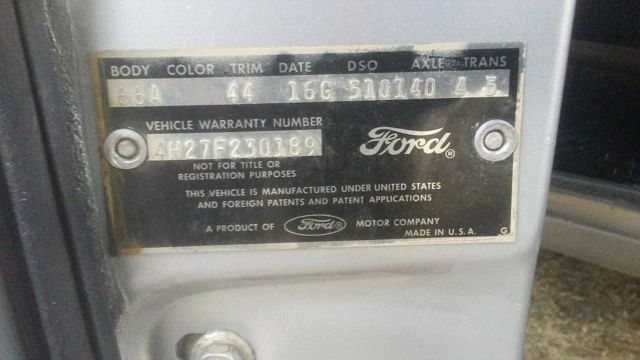 BODY COLOR TRIM DATE DSO AXLE TRANS
66A 44 16G 510140 4 5
VEHICLE WARRANTY NUMBER
4H27F230189
Ford
NOT FOR TITLE OR
REGISTRATION PURPOSES
THIS VEHICLE IS MANUFACTURED UNDER UNITED STATES
AND FOREIGN PATENTS AND PATENT APPLICATIONS
A PRODUCT OF Ford MOTOR COMPANY
MADE IN U.S.A. G